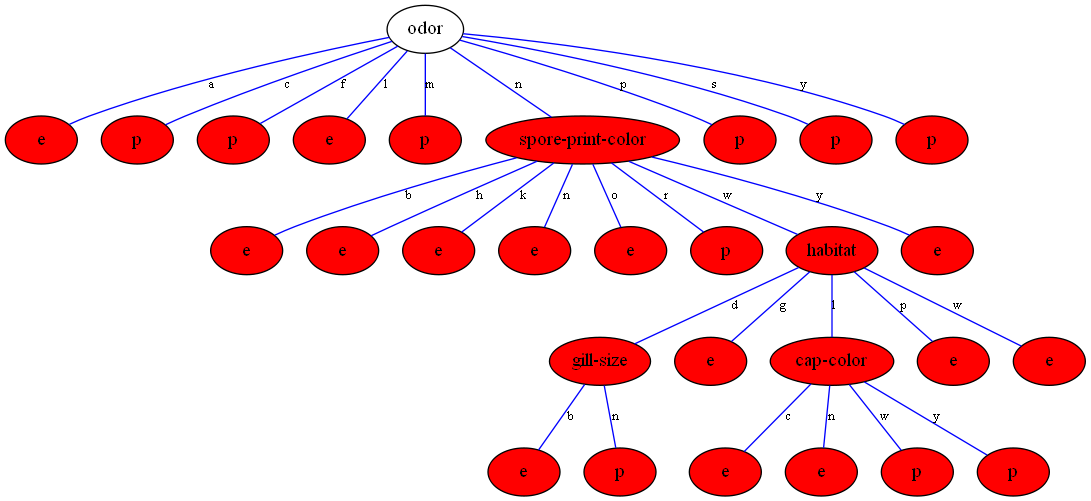 odor
a c f l m n p s y
e p p e p spore-print-color p p p
b h k n o r w y
e e e e e p habitat e
d g l p w
gill-size e cap-color e e
b n c n w y
e p e e p p